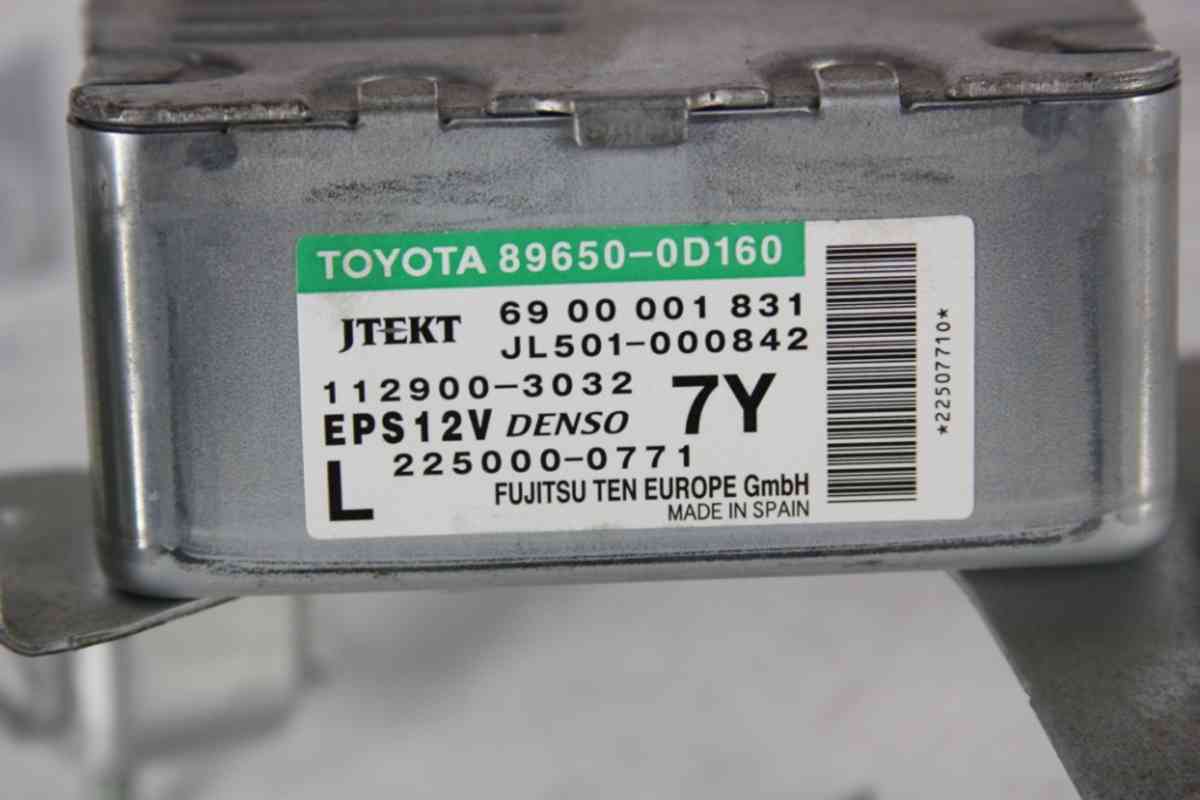 TOYOTA 89650-0D160
JTEKT
69 00 001 831
JL501-000842
112900-3032
EPS12V DENSO
7Y
L
225000-0771
FUJITSU TEN EUROPE GmbH
MADE IN SPAIN
*22507710*